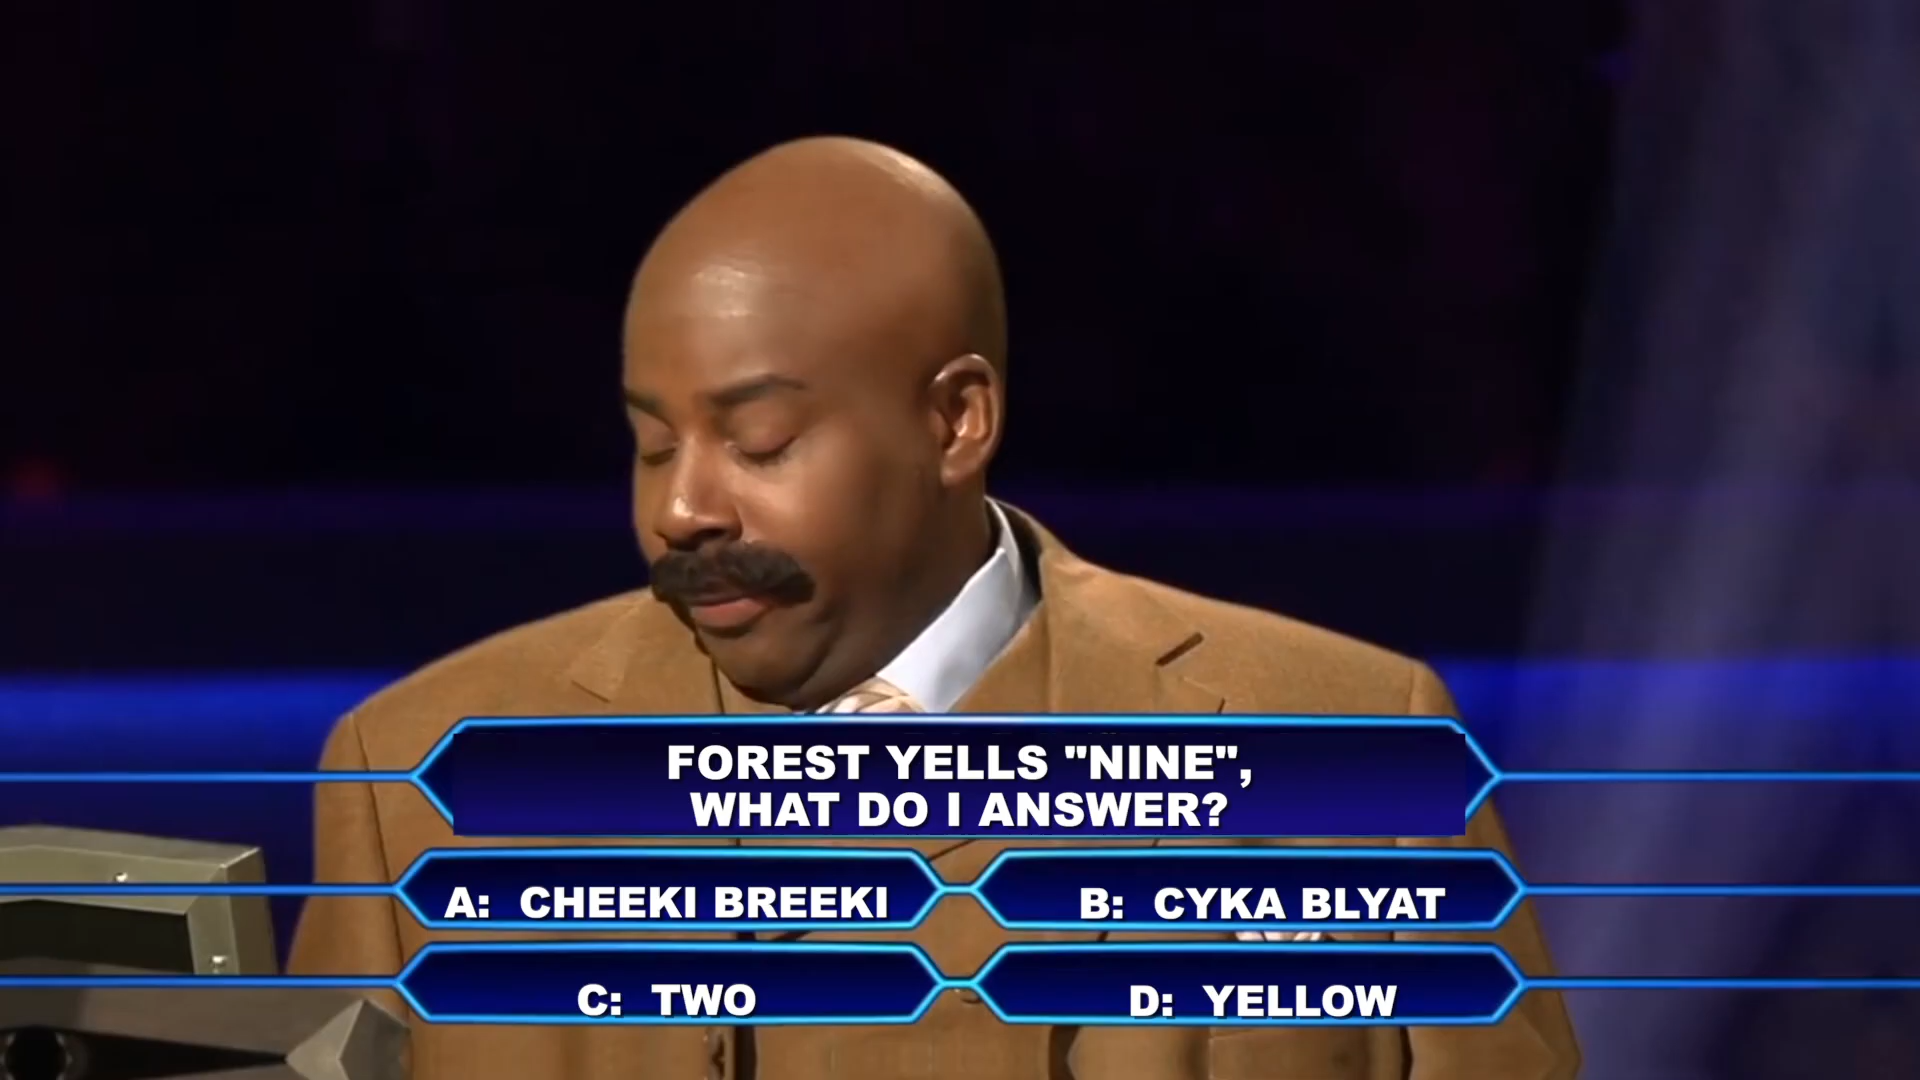 FOREST YELLS "NINE",
WHAT DO I ANSWER?
A: CHEEKI BREEKI
B: CYKA BLYAT
C: TWO
D: YELLOW